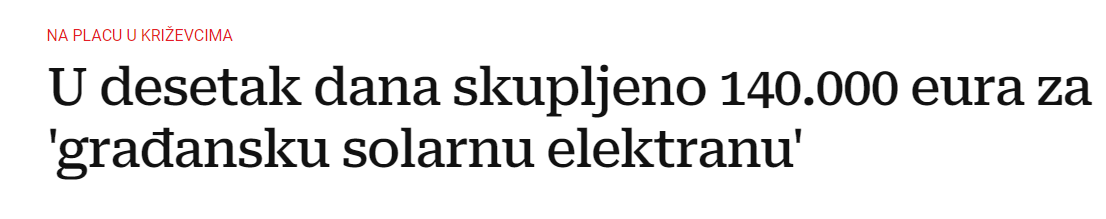 NA PLACU U KRIŽEVCIMA
U desetak dana skupljeno 140.000 eura za
'građansku solarnu elektranu'